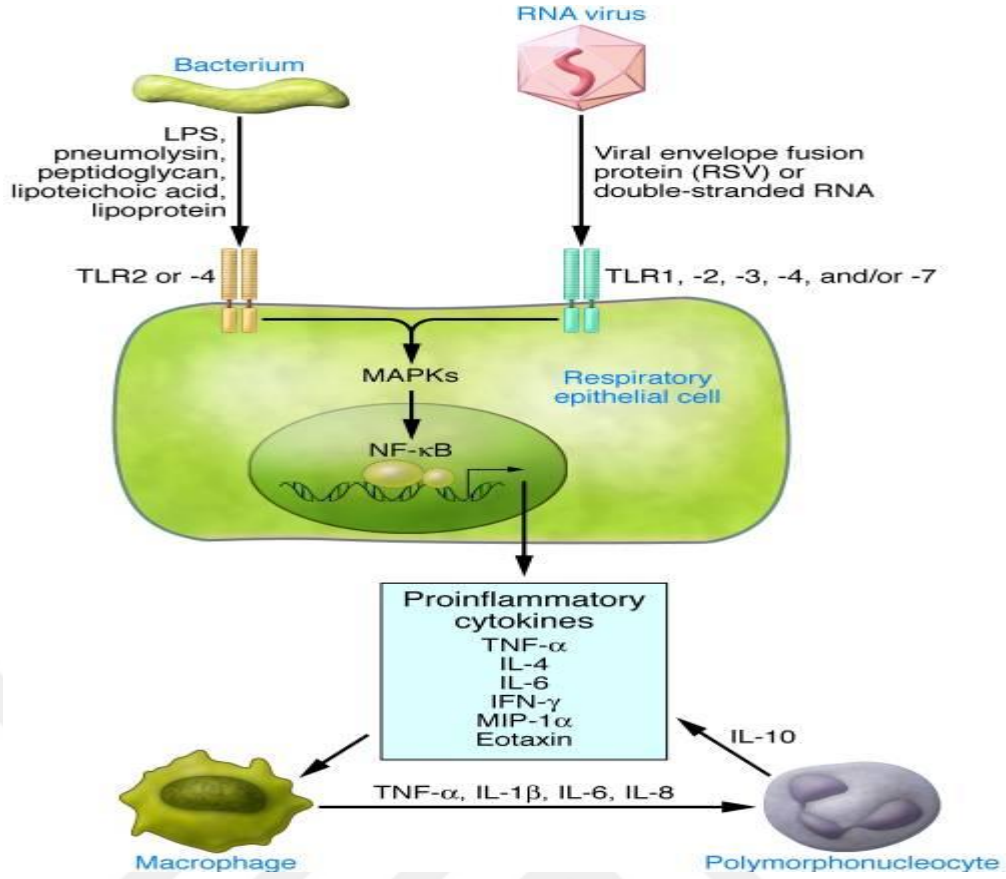 RNA virus
Bacterium
LPS,
pneumolysin,
peptidoglycan,
lipoteichoic acid,
lipoprotein
Viral envelope fusion
protein (RSV) or
double-stranded RNA
TLR2 or -4
TLR1, -2, -3, -4, and/or -7
MAPKs
Respiratory
epithelial cell
NF-κB
Proinflammatory
cytokines
TNF-α
IL-4
IL-6
IFN-γ
MIP-1α
Eotaxin
IL-10
TNF-α, IL-1β, IL-6, IL-8
Macrophage
Polymorphonucleocyte